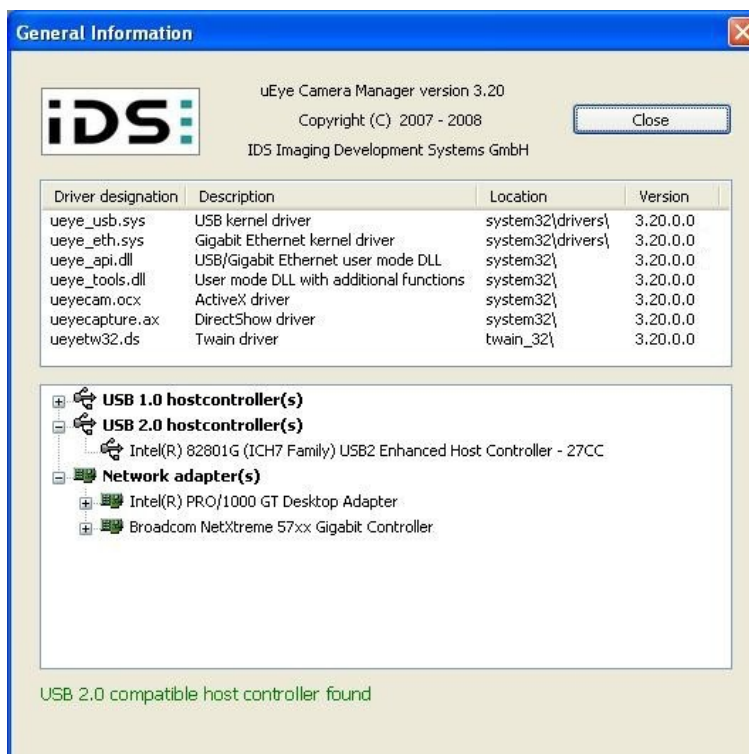 General Information
iDS
uEye Camera Manager version 3.20
Copyright (C) 2007 - 2008
IDS Imaging Development Systems GmbH
Close
Driver designation Description Location Version
ueye_usb.sys USB kernel driver system32\drivers\ 3.20.0.0
ueye_eth.sys Gigabit Ethernet kernel driver system32\drivers\ 3.20.0.0
ueye_api.dll USB/Gigabit Ethernet user mode DLL system32\ 3.20.0.0
ueye_tools.dll User mode DLL with additional functions system32\ 3.20.0.0
ueyecam.ocx ActiveX driver system32\ 3.20.0.0
ueyecapture.ax DirectShow driver system32\ 3.20.0.0
ueyetw32.ds Twain driver twain_32\ 3.20.0.0
USB 1.0 hostcontroller(s)
USB 2.0 hostcontroller(s)
Intel(R) 82801G (ICH7 Family) USB2 Enhanced Host Controller - 27CC
Network adapter(s)
Intel(R) PRO/1000 GT Desktop Adapter
Broadcom NetXtreme 57xx Gigabit Controller
USB 2.0 compatible host controller found